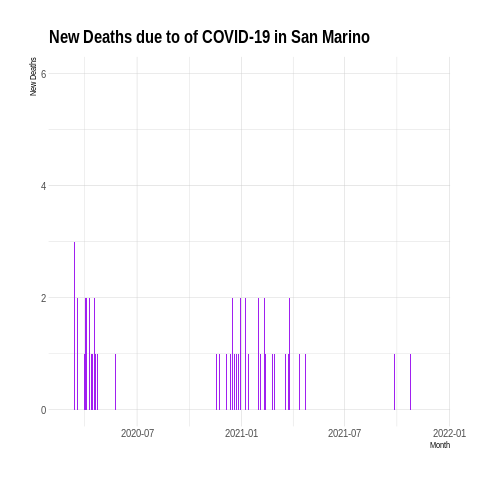 New Deaths due to of COVID-19 in San Marino
New Deaths
6
4
2
0
2020-07
2021-01
2021-07
2022-01
Month